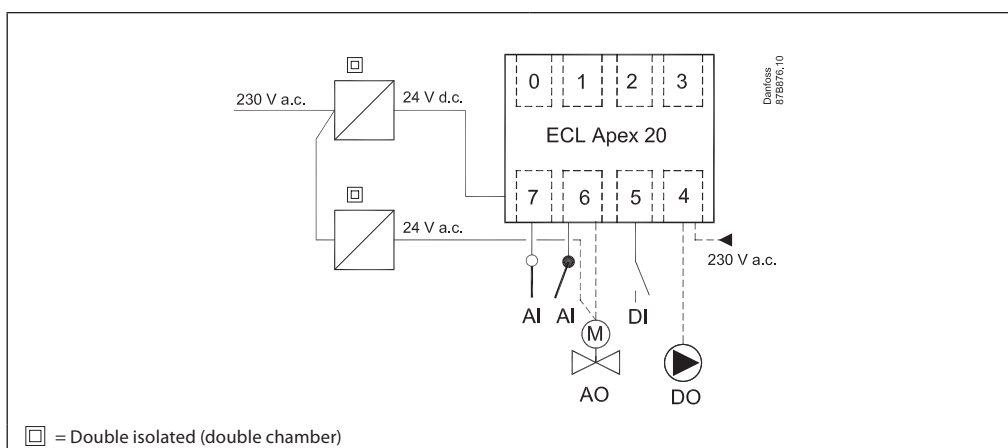 0 1 2 3
Danfoss
87B876.10
230 V a.c.
24 V d.c.
ECL Apex 20
7 6 5 4
24 V a.c.
230 V a.c.
AI AI DI
M
AO DO
= Double isolated (double chamber)